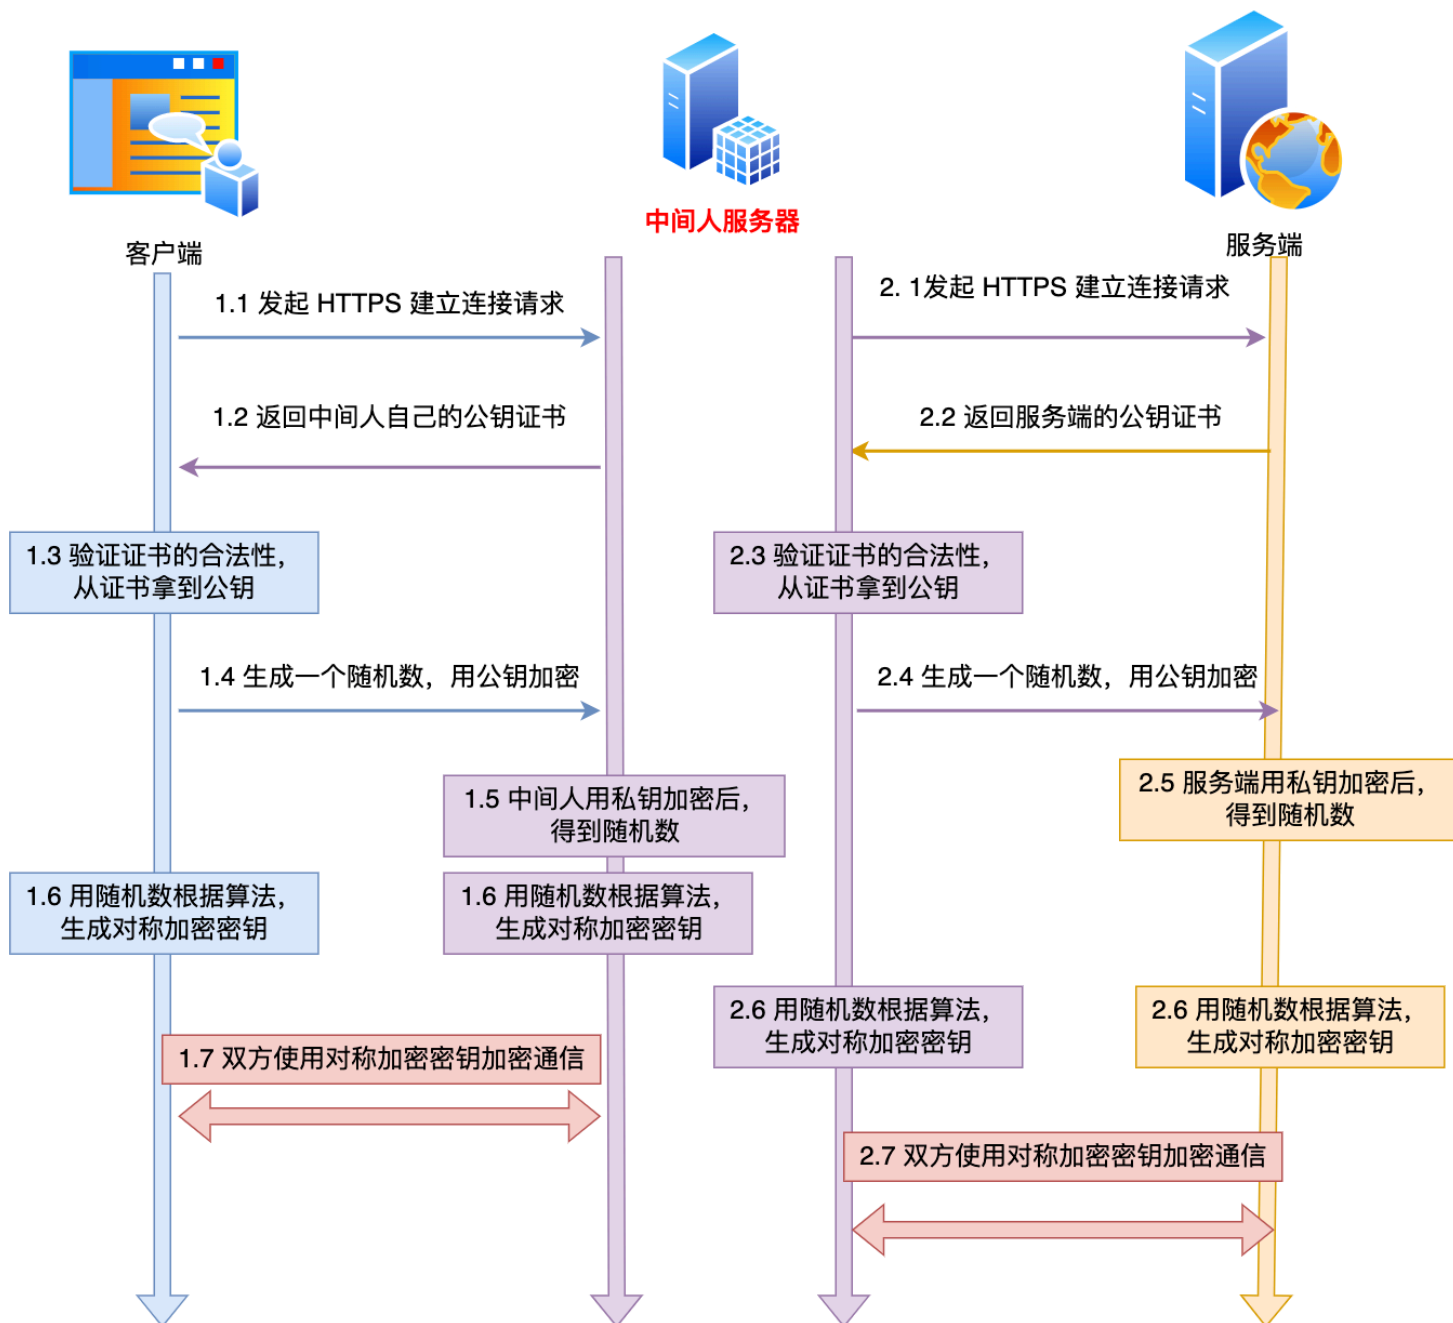 中间人服务器
客户端
服务端
1.1 发起 HTTPS 建立连接请求
2. 1发起 HTTPS 建立连接请求
1.2 返回中间人自己的公钥证书
2.2 返回服务端的公钥证书
1.3 验证证书的合法性，
从证书拿到公钥
2.3 验证证书的合法性，
从证书拿到公钥
1.4 生成一个随机数，用公钥加密
2.4 生成一个随机数，用公钥加密
1.5 中间人用私钥加密后，
得到随机数
2.5 服务端用私钥加密后，
得到随机数
1.6 用随机数根据算法，
生成对称加密密钥
1.6 用随机数根据算法，
生成对称加密密钥
2.6 用随机数根据算法，
生成对称加密密钥
2.6 用随机数根据算法，
生成对称加密密钥
1.7 双方使用对称加密密钥加密通信
2.7 双方使用对称加密密钥加密通信